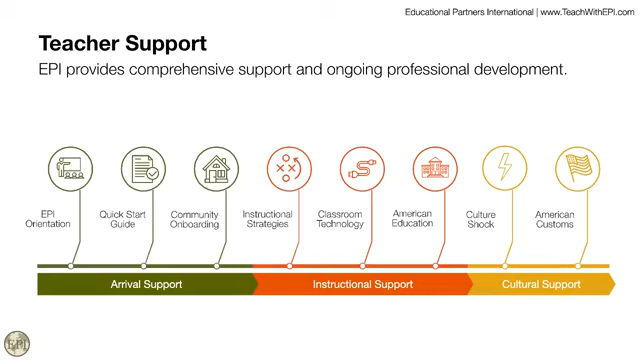 Educational Partners International | www.TeachWithEPI.com
Teacher Support
EPI provides comprehensive support and ongoing professional development.
EPI
Orientation
Quick Start
Guide
Community
Onboarding
Instructional
Strategies
Classroom
Technology
American
Education
Culture
Shock
American
Customs
Arrival Support
Instructional Support
Cultural Support
EPI